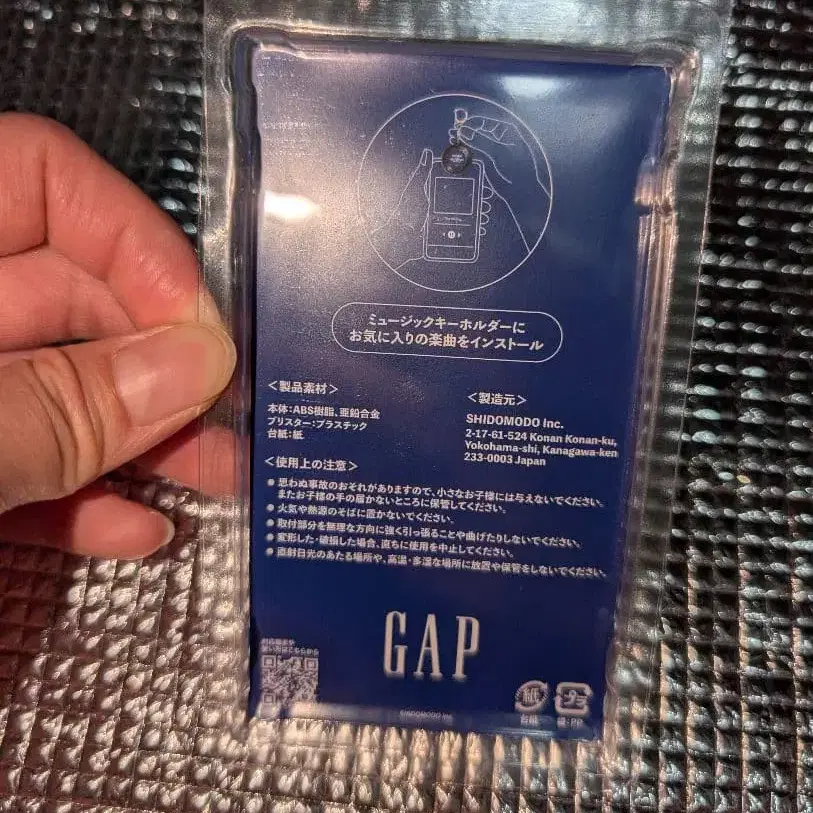 ミュージックキーホルダーに
お気に入りの楽曲をインストール
＜製品素材＞
本体：ABS樹脂、亜鉛合金
ブリスター：プラスチック
台紙：紙
＜製造元＞
SHIDOMODO Inc.
2-17-61-524 Konan Konan-ku,
Yokohama-shi, Kanagawa-ken
233-0003 Japan
＜使用上の注意＞
● 思わぬ事故のおそれがありますので、小さなお子様には与えないでください。
またお子様の手の届かないところに保管してください。
● 火気や熱源のそばに置かないでください。
● 取付部分を無理な方向に強く引っ張ることや曲げたりしないでください。
● 変形した・破損した場合、直ちに使用を中止してください。
● 直射日光のあたる場所や、高温・多湿な場所に放置や保管をしないでください。
GAP
紙
台紙
プラ
SHIDOMODO Inc.